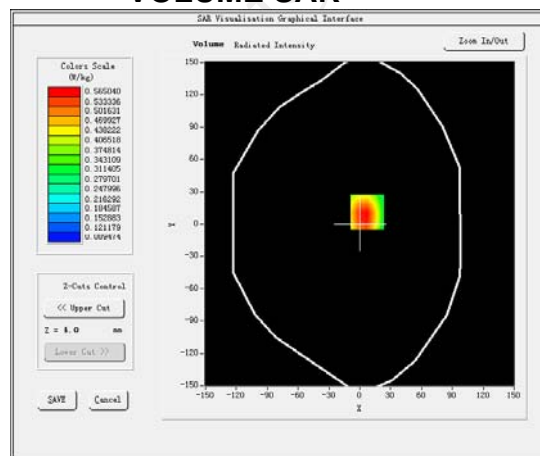 VOLUME SAR
SAR Visualisation Graphical Interface
Volume Radiated Intensity
Zoom In/Out
Colors Scale
(W/kg)
0.565040
0.533336
0.501631
0.469927
0.438222
0.406518
0.374814
0.343109
0.311405
0.279701
0.247996
0.216292
0.184587
0.152883
0.121179
0.089474
Z-Cuts Control
<< Upper Cut
Z = 4.0 mm
Lower Cut >>
SAVE
Cancel
150
120
90
60
30
0
-30
-60
-90
-120
-150
Y
-150 -120 -90 -60 -30 0 30 60 90 120 150
X